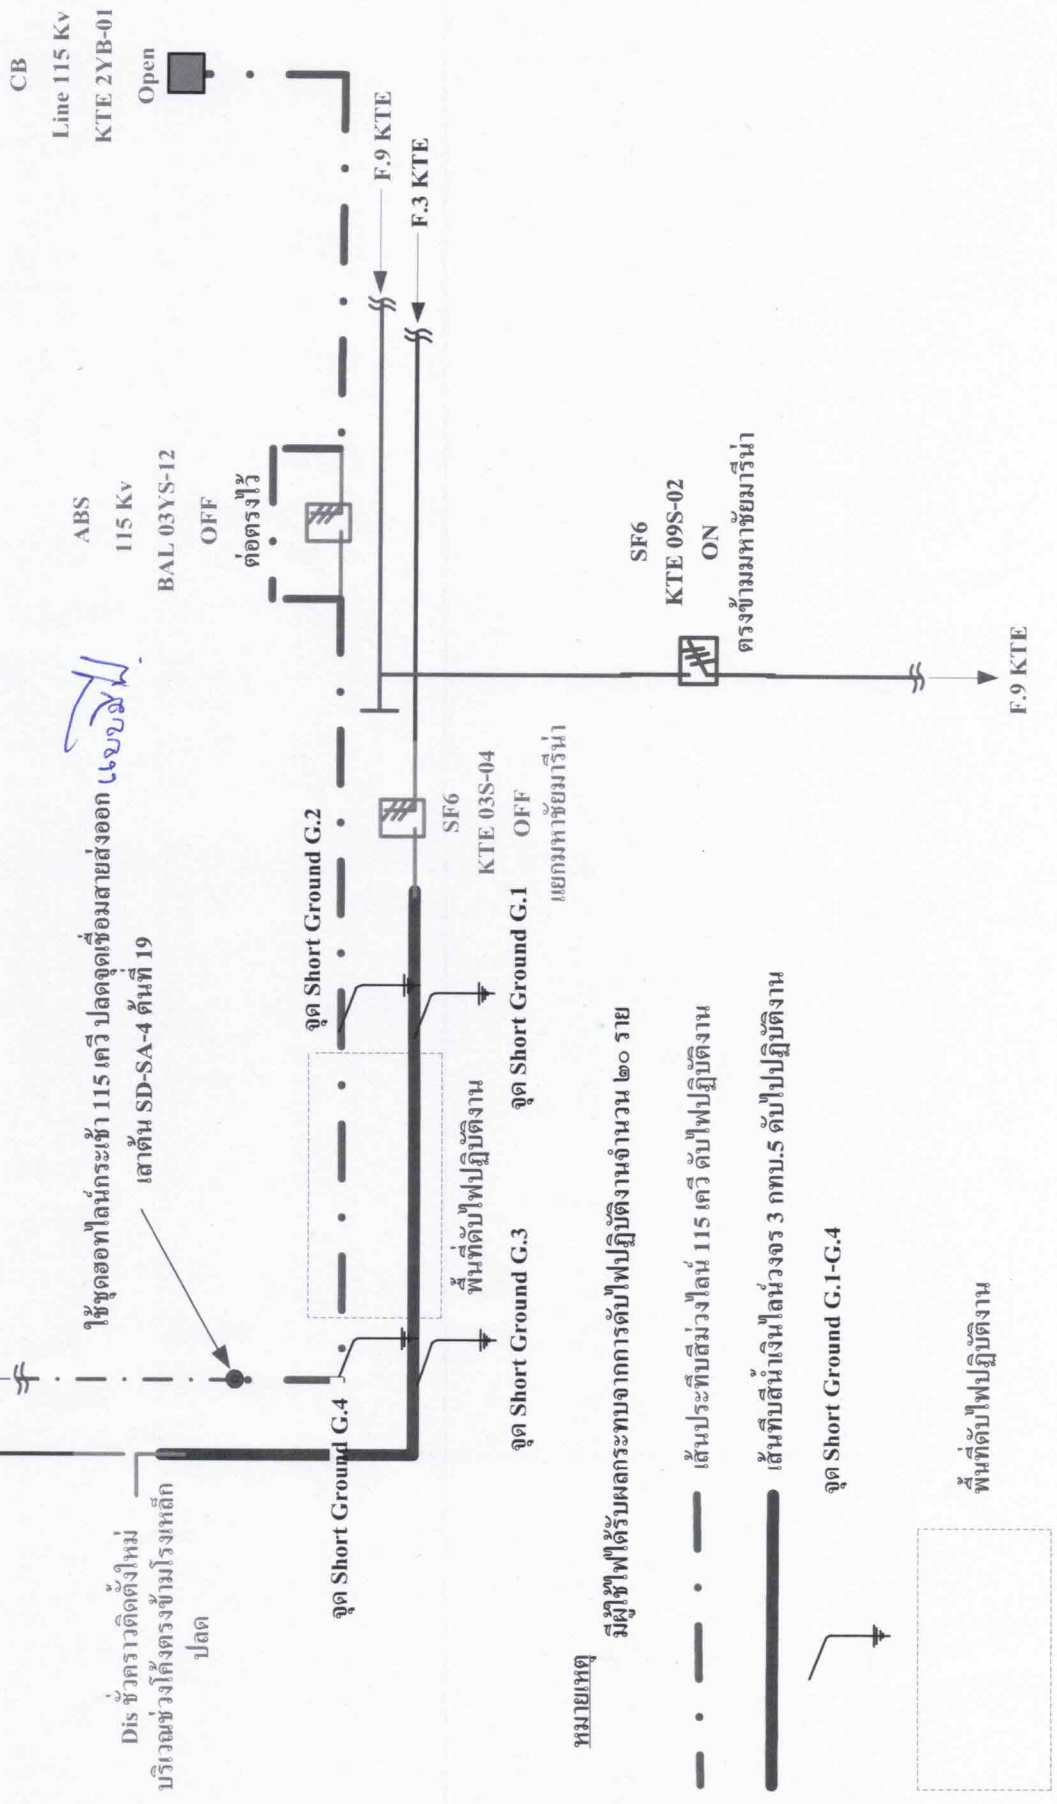 CB
Line 115 Kv
KTE 2YB-01
Open
ABS
115 Kv
BAL 03YS-12
OFF
ต่อตรงไว้
ใช้ชุดฮอทไลน์กระเช้า 115 เควี ปลดจุดเชื่อมสายส่งออก
เสาต้น SD-SA-4 ต้นที่ 19
F.9 KTE
F.3 KTE
Dis ชั่วคราวติดตั้งใหม่
บริเวณช่วงโค้งตรงข้ามโรงเหล็ก
ปลด
จุด Short Ground G.4
จุด Short Ground G.2
SF6
KTE 03S-04
OFF
แยกมหาชัยมารีน่า
SF6
KTE 09S-02
ON
ตรงข้ามมหาชัยมารีน่า
F.9 KTE
พื้นที่ดับไฟปฏิบัติงาน
จุด Short Ground G.3
จุด Short Ground G.1
หมายเหตุ
มีผู้ใช้ไฟได้รับผลกระทบจากการดับไฟปฏิบัติงานจำนวน ๒๐ ราย
เส้นประทึบสีม่วงไลน์ 115 เควี ดับไฟปฏิบัติงาน
เส้นทึบสีน้ำเงินไลน์วงจร 3 กทบ.5 ดับไปปฏิบัติงาน
จุด Short Ground G.1-G.4
พื้นที่ดับไฟปฏิบัติงาน